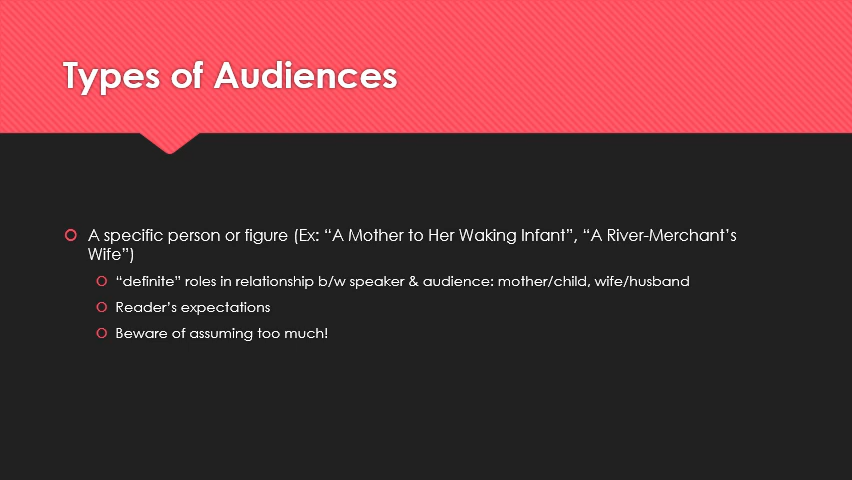 Types of Audiences
A specific person or figure (Ex: “A Mother to Her Waking Infant”, “A River-Merchant’s
Wife”)
“definite” roles in relationship b/w speaker & audience: mother/child, wife/husband
Reader’s expectations
Beware of assuming too much!